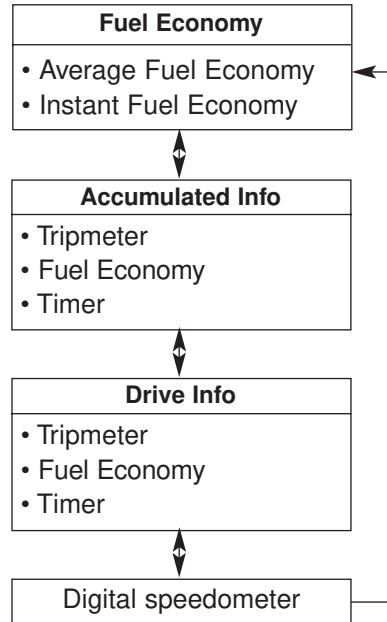 Fuel Economy
• Average Fuel Economy
• Instant Fuel Economy
Accumulated Info
• Tripmeter
• Fuel Economy
• Timer
Drive Info
• Tripmeter
• Fuel Economy
• Timer
Digital speedometer